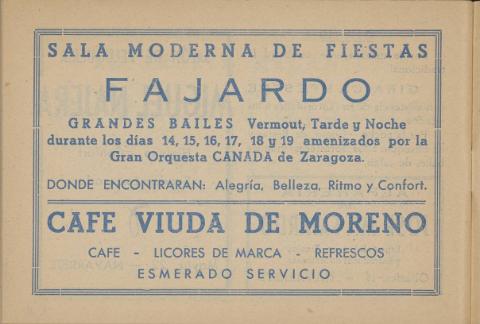 SALA MODERNA DE FIESTAS
FAJARDO
GRANDES BAILES Vermout, Tarde y Noche
durante los días 14, 15, 16, 17, 18 y 19 amenizados por la
Gran Orquesta CANADA de Zaragoza.
DONDE ENCONTRARAN: Alegría, Belleza, Ritmo y Confort.
CAFE VIUDA DE MORENO
CAFE - LICORES DE MARCA - REFRESCOS
ESMERADO SERVICIO